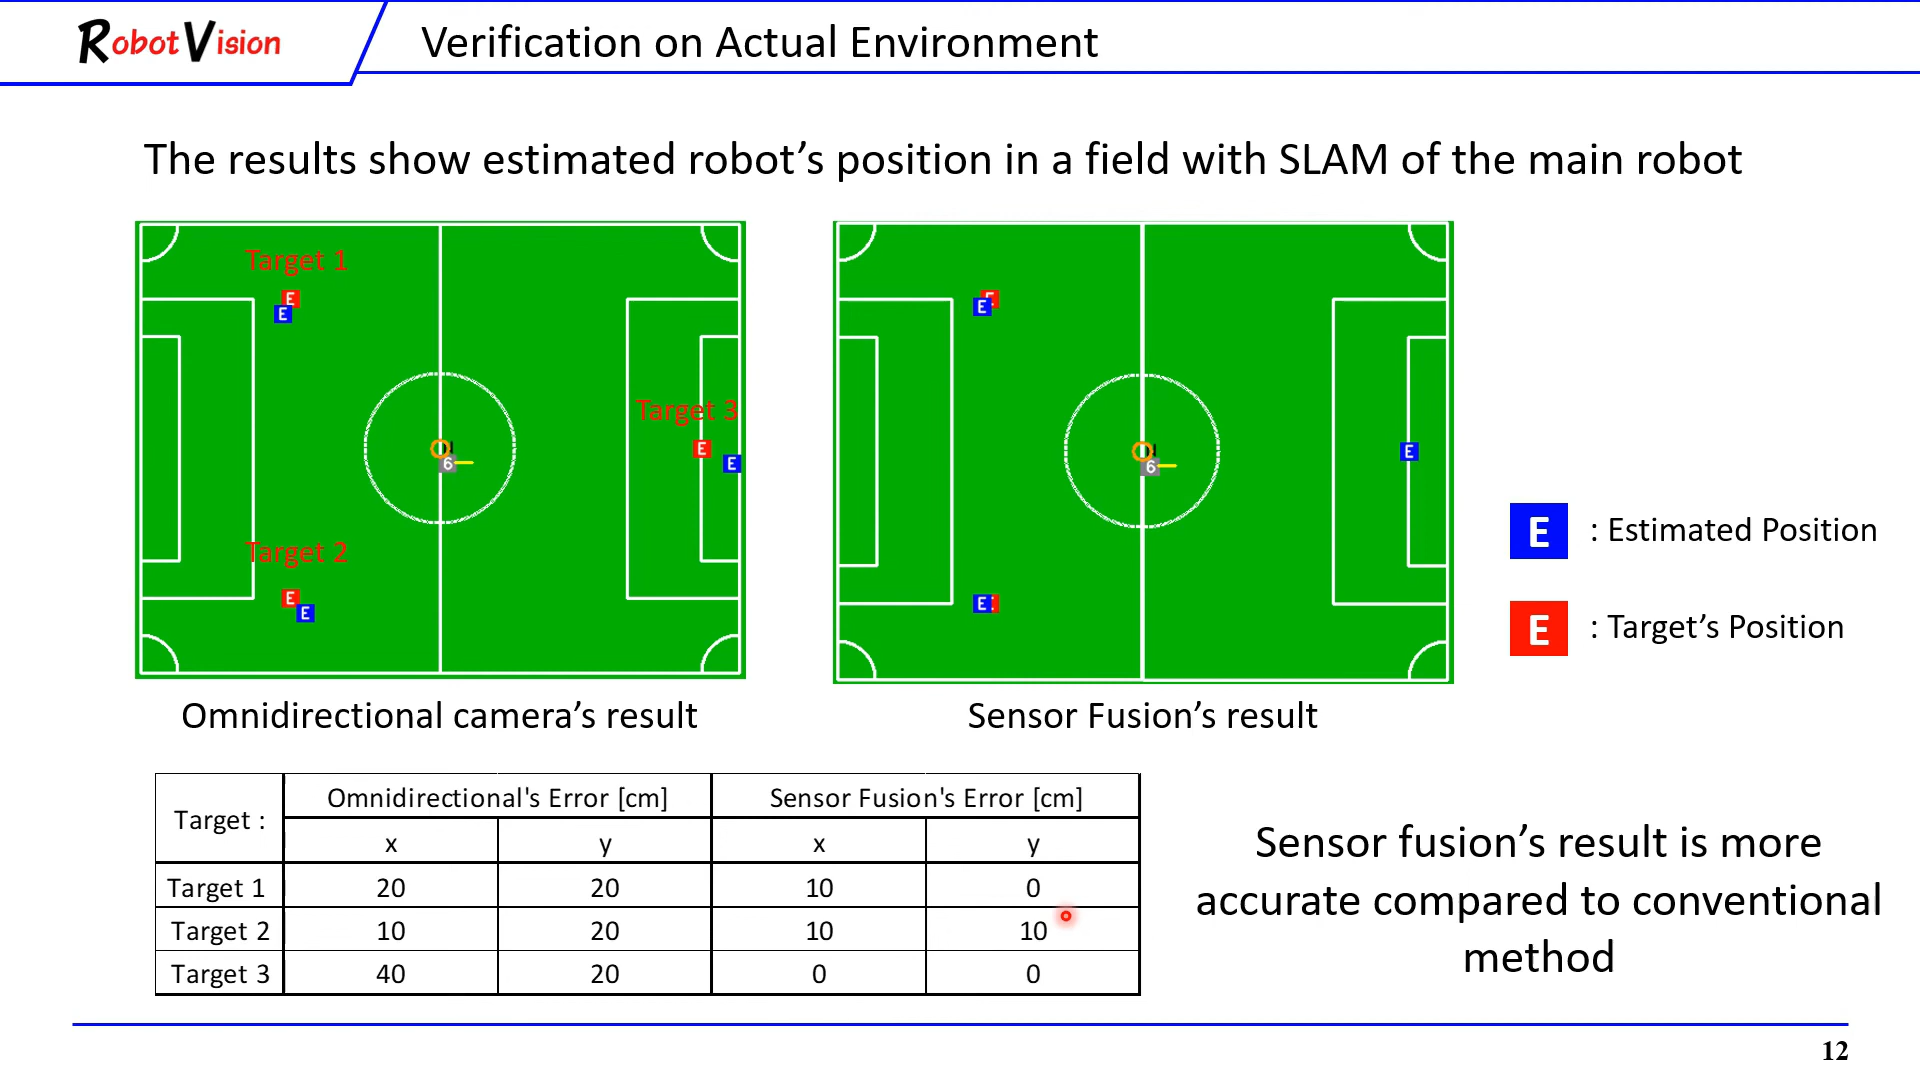 RobotVision
Verification on Actual Environment
The results show estimated robot’s position in a field with SLAM of the main robot
Target 1
E
E
Target 3
E
E
6
Target 2
E
E
E
E
6
E
E
E : Estimated Position
E : Target’s Position
Omnidirectional camera’s result
Sensor Fusion’s result
Target : Omnidirectional's Error [cm] Sensor Fusion's Error [cm]
x y x y
Target 1 20 20 10 0
Target 2 10 20 10 10
Target 3 40 20 0 0
Sensor fusion’s result is more
accurate compared to conventional
method
12